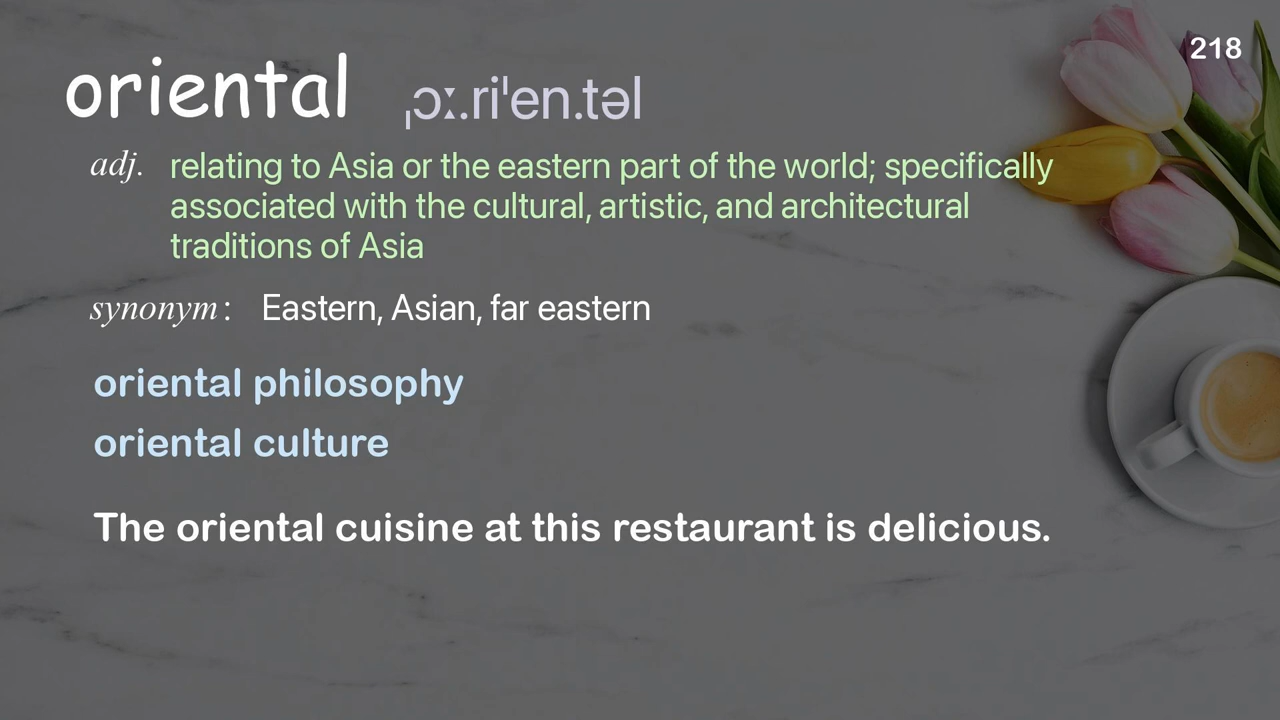 218
oriental ˌɔː.riˈen.təl
adj. relating to Asia or the eastern part of the world; specifically
associated with the cultural, artistic, and architectural
traditions of Asia
synonym: Eastern, Asian, far eastern
oriental philosophy
oriental culture
The oriental cuisine at this restaurant is delicious.